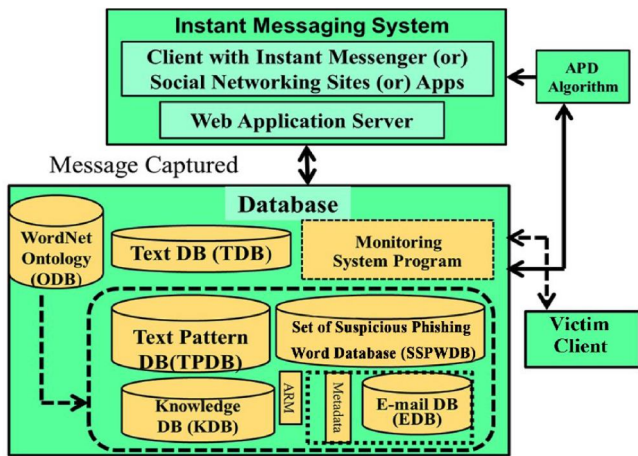 Instant Messaging System
Client with Instant Messenger (or)
Social Networking Sites (or) Apps
Web Application Server
APD
Algorithm
Message Captured
Database
WordNet
Ontology
(ODB)
Text DB (TDB)
Monitoring
System Program
Text Pattern
DB(TPDB)
Set of Suspicious Phishing
Word Database (SSPWDB)
Victim
Client
Knowledge
DB (KDB)
ARM
Metadata
E-mail DB
(EDB)